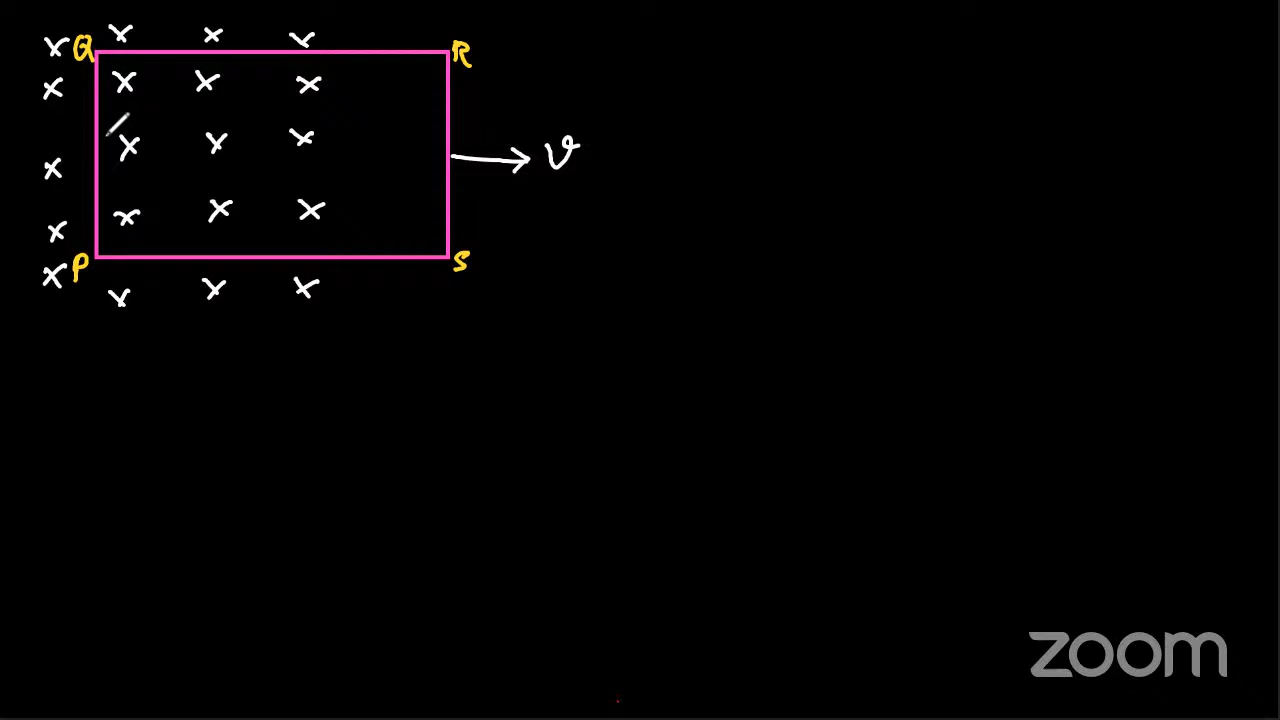 x Q x x x R
x x x x
x x x x → v
x x x x
x P x x x S
zoom